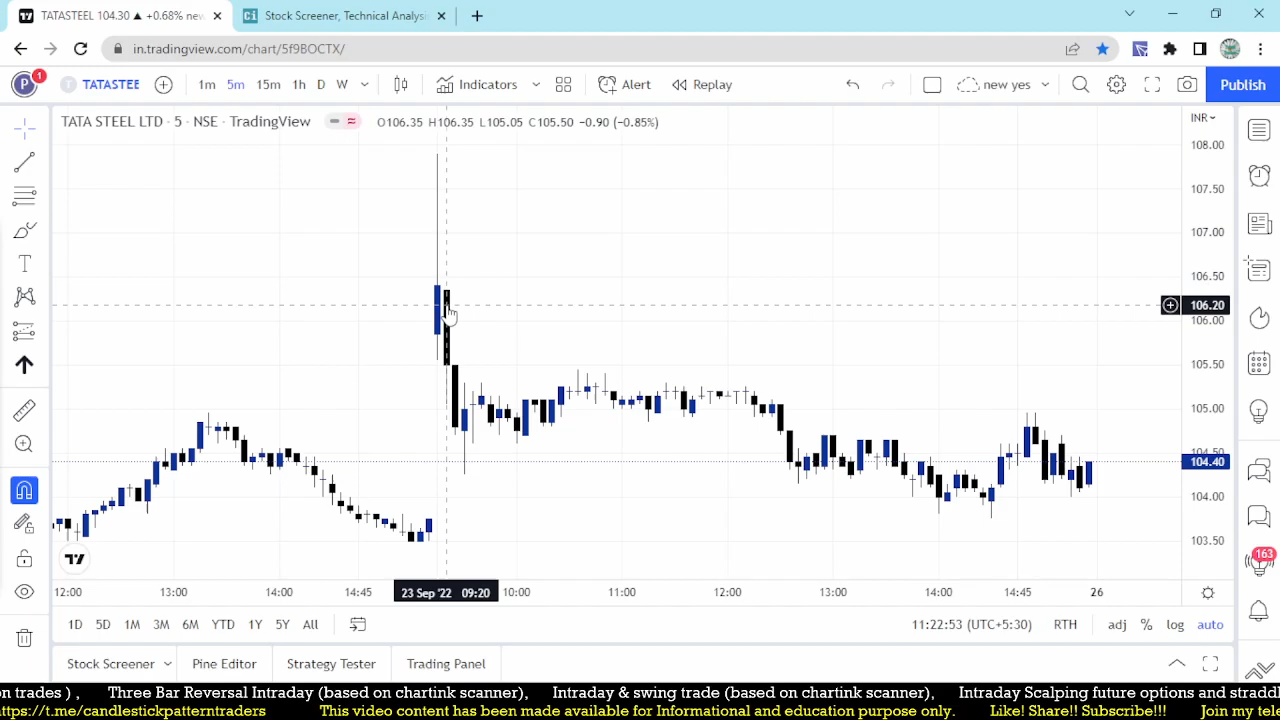 TATASTEEL 104.30 ▲ +0.68% new
Stock Screener, Technical Analysis
in.tradingview.com/chart/5f9BOCTX/
P 1 T TATASTEE 1m 5m 15m 1h D W Indicators Alert Replay new yes Publish
TATA STEEL LTD · 5 · NSE · TradingView O106.35 H106.35 L105.05 C105.50 -0.90 (-0.85%) INR
108.00
107.50
107.00
106.50
106.20
106.00
105.50
105.00
104.50
104.40
104.00
103.50
163
12:00 13:00 14:00 14:45 23 Sep '22 09:20 10:00 11:00 12:00 13:00 14:00 14:45 26
1D 5D 1M 3M 6M YTD 1Y 5Y All 11:22:53 (UTC+5:30) RTH adj % log auto
Stock Screener Pine Editor Strategy Tester Trading Panel
on trades ), Three Bar Reversal Intraday (based on chartink scanner), Intraday & swing trade (based on chartink scanner), Intraday Scalping future options and straddl
https://t.me/candlestickpatterntraders This video content has been made available for Informational and education purpose only. Like! Share!! Subscribe!!! Join my tele